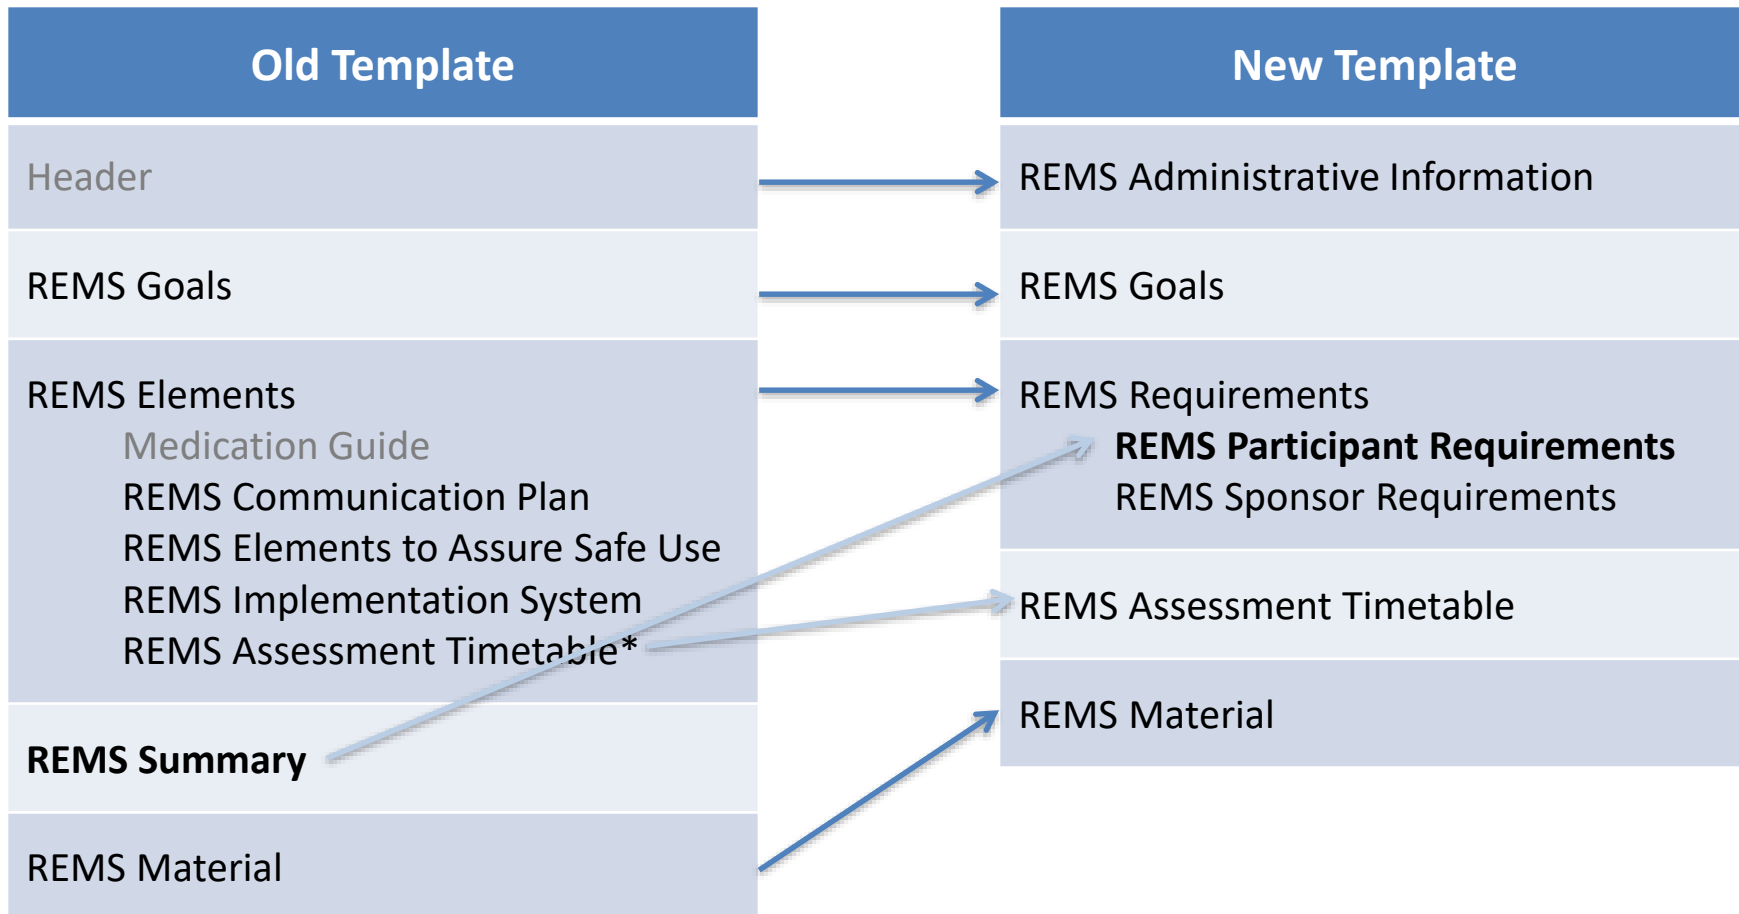 Old Template
Header
REMS Goals
REMS Elements
Medication Guide
REMS Communication Plan
REMS Elements to Assure Safe Use
REMS Implementation System
REMS Assessment Timetable*
REMS Summary
REMS Material
New Template
REMS Administrative Information
REMS Goals
REMS Requirements
REMS Participant Requirements
REMS Sponsor Requirements
REMS Assessment Timetable
REMS Material